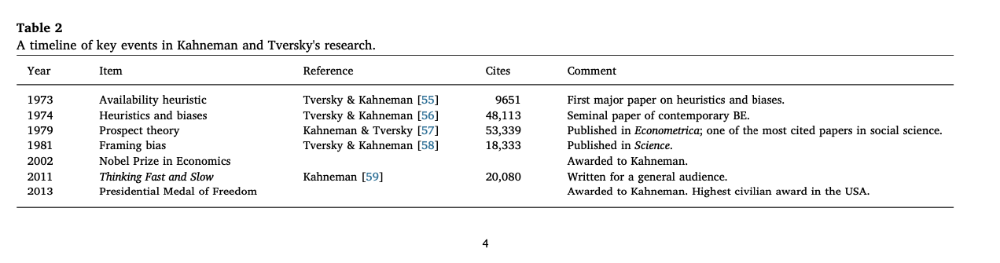 Table 2
A timeline of key events in Kahneman and Tversky's research.
Year Item Reference Cites Comment
1973 Availability heuristic Tversky & Kahneman [55] 9651 First major paper on heuristics and biases.
1974 Heuristics and biases Tversky & Kahneman [56] 48,113 Seminal paper of contemporary BE.
1979 Prospect theory Kahneman & Tversky [57] 53,339 Published in Econometrica; one of the most cited papers in social science.
1981 Framing bias Tversky & Kahneman [58] 18,333 Published in Science.
2002 Nobel Prize in Economics Awarded to Kahneman.
2011 Thinking Fast and Slow Kahneman [59] 20,080 Written for a general audience.
2013 Presidential Medal of Freedom Awarded to Kahneman. Highest civilian award in the USA.
4